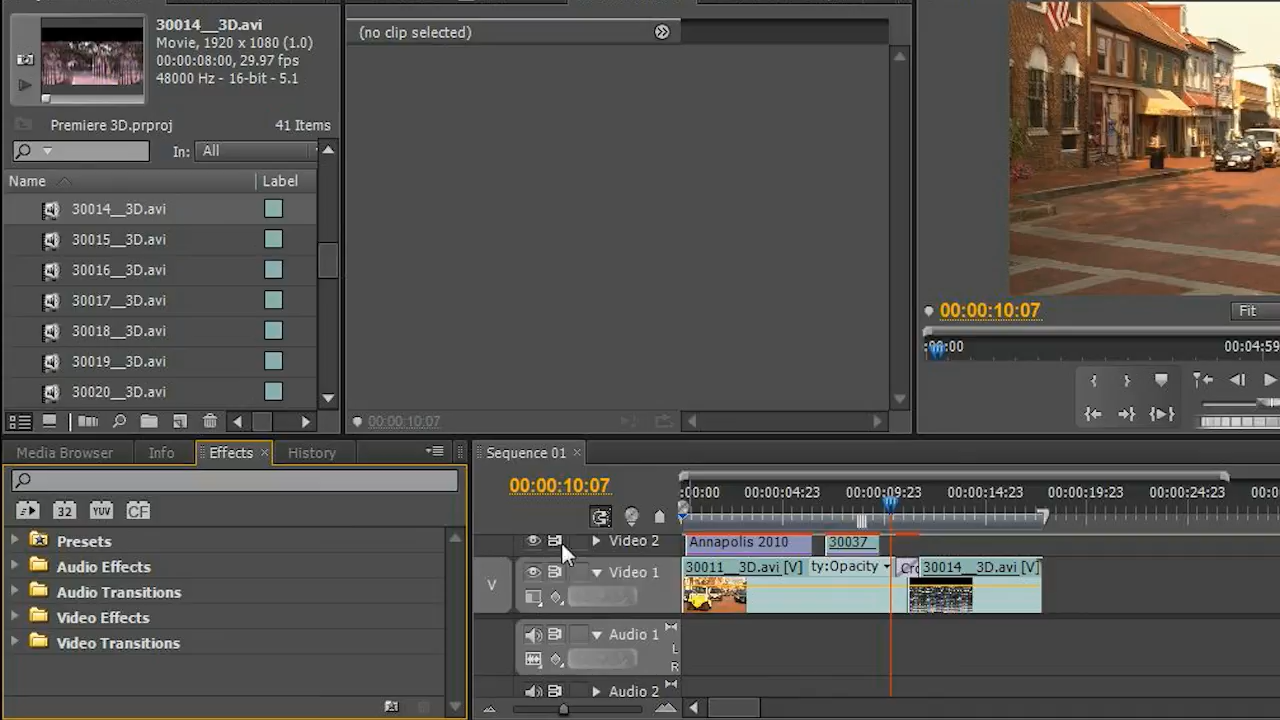 30014__3D.avi
Movie, 1920 x 1080 (1.0)
00:00:08:00, 29.97 fps
48000 Hz - 16-bit - 5.1
Premiere 3D.prproj 41 Items
In: All
Name Label
30014__3D.avi
30015__3D.avi
30016__3D.avi
30017__3D.avi
30018__3D.avi
30019__3D.avi
30020__3D.avi
(no clip selected)
00:00:10:07
00:00:10:07 Fit
:00:00 00:04:59
Media Browser Info Effects × History
32 YUV CF
Presets
Audio Effects
Audio Transitions
Video Effects
Video Transitions
Sequence 01 ×
00:00:10:07
:00:00 00:00:04:23 00:00:09:23 00:00:14:23 00:00:19:23 00:00:24:23 00:0
Video 2 Annapolis 2010 30037
V Video 1 30011__3D.avi [V] ty:Opacity Cro 30014__3D.avi [V]
Audio 1
L
R
Audio 2